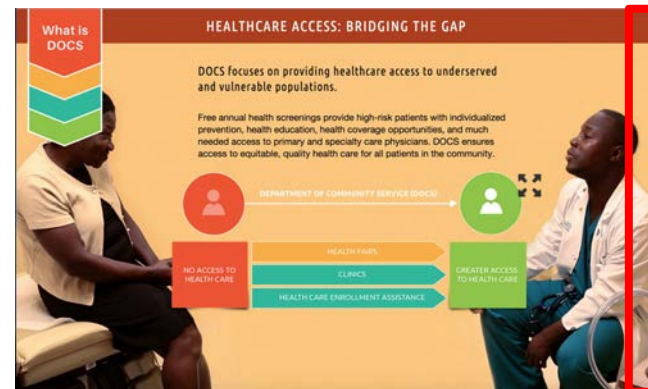 What is
DOCS
HEALTHCARE ACCESS: BRIDGING THE GAP
DOCS focuses on providing healthcare access to underserved
and vulnerable populations.
Free annual health screenings provide high-risk patients with individualized
prevention, health education, health coverage opportunities, and much
needed access to primary and specialty care physicians. DOCS ensures
access to equitable, quality health care for all patients in the community.
DEPARTMENT OF COMMUNITY SERVICE (DOCS)
NO ACCESS TO
HEALTH CARE
HEALTH FAIRS
CLINICS
HEALTH CARE ENROLLMENT ASSISTANCE
GREATER ACCESS
TO HEALTH CARE